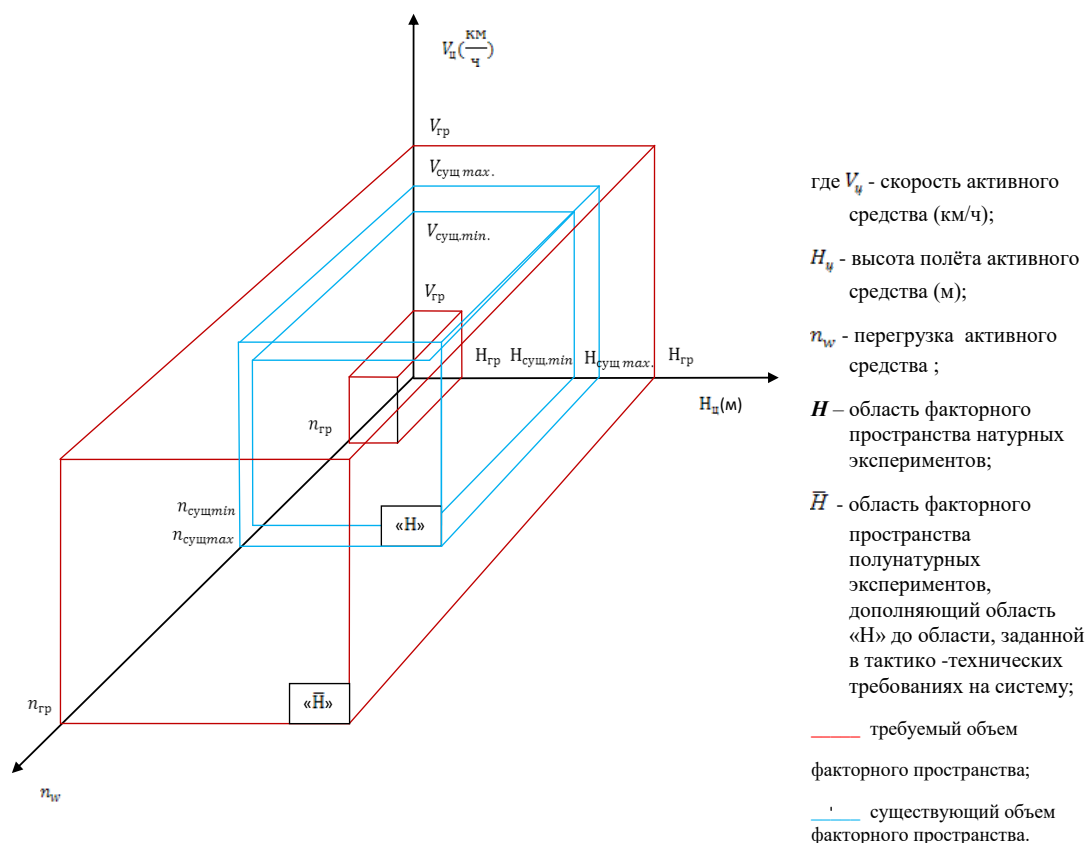 V_ц(км/ч)
V_гр
V_сущ max.
V_сущ.min.
V_гр
H_гр H_сущ.min H_сущ max. H_гр
H_ц(м)
n_гр
n_сущmin
n_сущmax
«H»
n_гр
«H̅»
n_w
где V_ц - скорость активного
средства (км/ч);
H_ц - высота полёта активного
средства (м);
n_w - перегрузка активного
средства ;
H – область факторного
пространства натурных
экспериментов;
H̅ - область факторного
пространства
полунатурных
экспериментов,
дополняющий область
«Н» до области, заданной
в тактико -технических
требованиях на систему;
_____ требуемый объем
факторного пространства;
_____ существующий объем
факторного пространства.